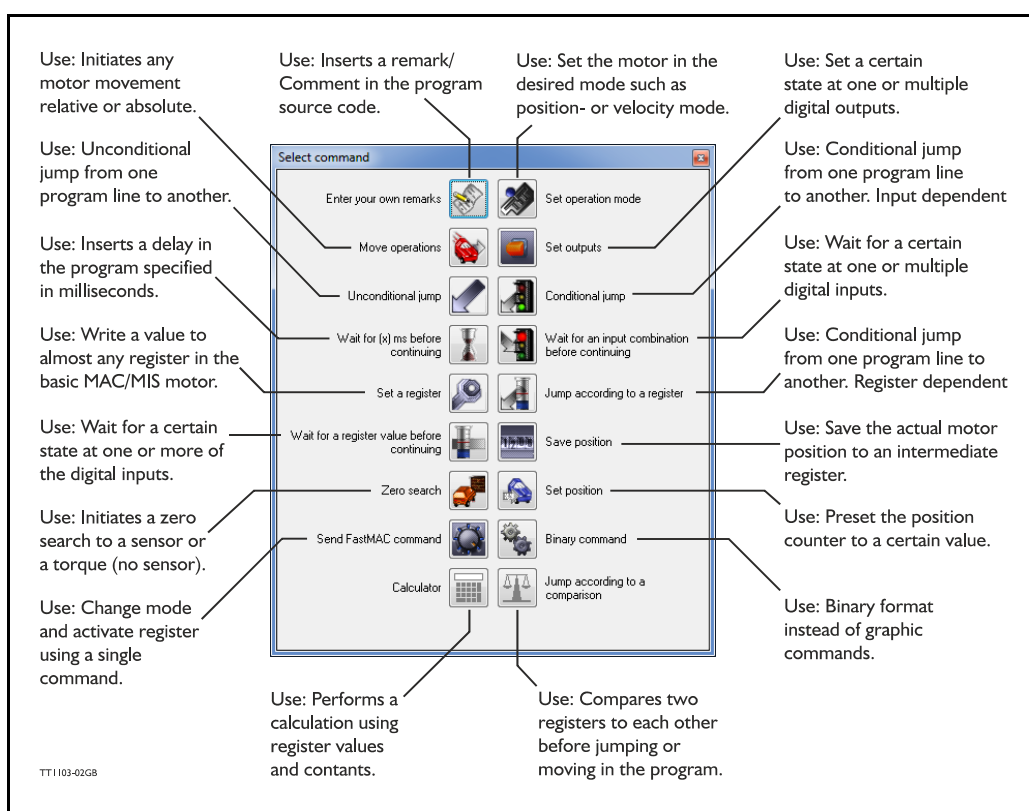 Use: Initiates any
motor movement
relative or absolute.
Use: Inserts a remark/
Comment in the program
source code.
Use: Set the motor in the
desired mode such as
position- or velocity mode.
Use: Set a certain
state at one or multiple
digital outputs.
Use: Unconditional
jump from one
program line to another.
Use: Inserts a delay in
the program specified
in milliseconds.
Use: Write a value to
almost any register in the
basic MAC/MIS motor.
Use: Wait for a certain
state at one or more of
the digital inputs.
Use: Initiates a zero
search to a sensor or
a torque (no sensor).
Use: Change mode
and activate register
using a single
command.
Select command
Enter your own remarks
Set operation mode
Move operations
Set outputs
Unconditional jump
Conditional jump
Wait for (x) ms before
continuing
Wait for an input combination
before continuing
Set a register
Jump according to a register
Wait for a register value before
continuing
Save position
Zero search
Set position
Send FastMAC command
Binary command
Calculator
Jump according to a
comparison
Use: Conditional jump
from one program line
to another. Input dependent
Use: Wait for a certain
state at one or multiple
digital inputs.
Use: Conditional jump
from one program line to
another. Register dependent
Use: Save the actual motor
position to an intermediate
register.
Use: Preset the position
counter to a certain value.
Use: Binary format
instead of graphic
commands.
Use: Performs a
calculation using
register values
and contants.
Use: Compares two
registers to each other
before jumping or
moving in the program.
TT1103-02GB